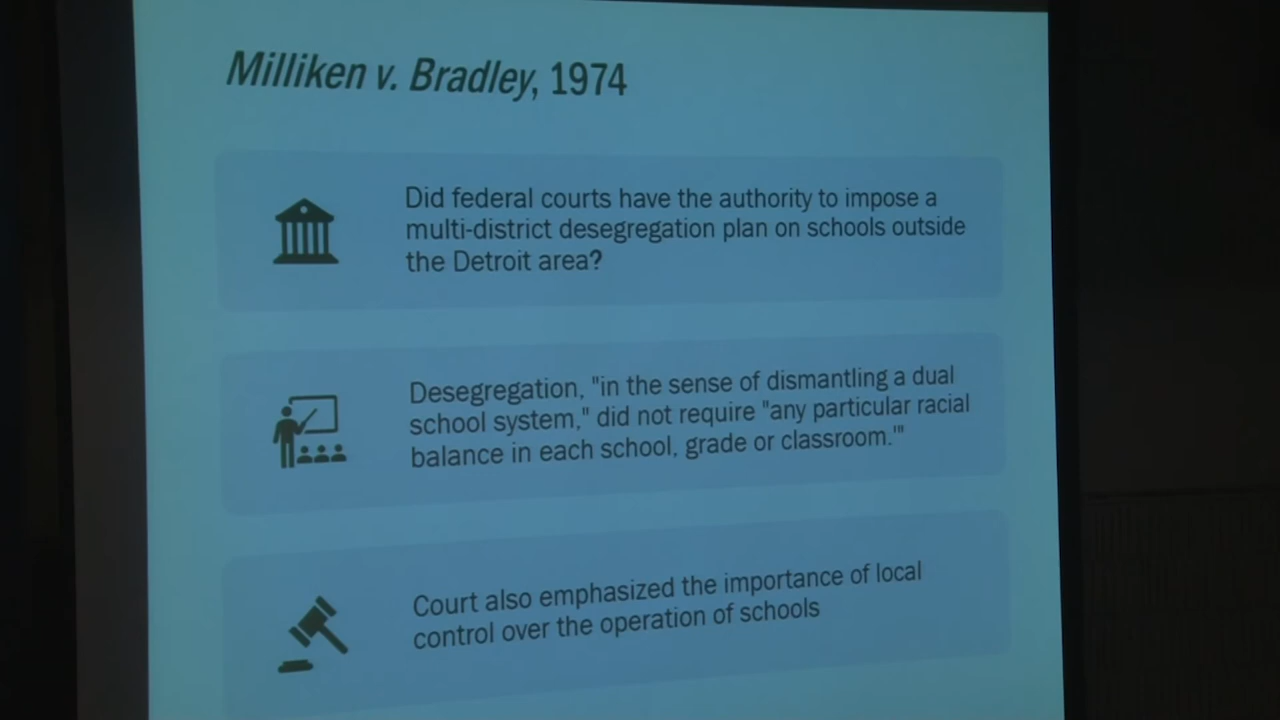 Milliken v. Bradley, 1974
Did federal courts have the authority to impose a
multi-district desegregation plan on schools outside
the Detroit area?
Desegregation, "in the sense of dismantling a dual
school system," did not require "any particular racial
balance in each school, grade or classroom.'"
Court also emphasized the importance of local
control over the operation of schools